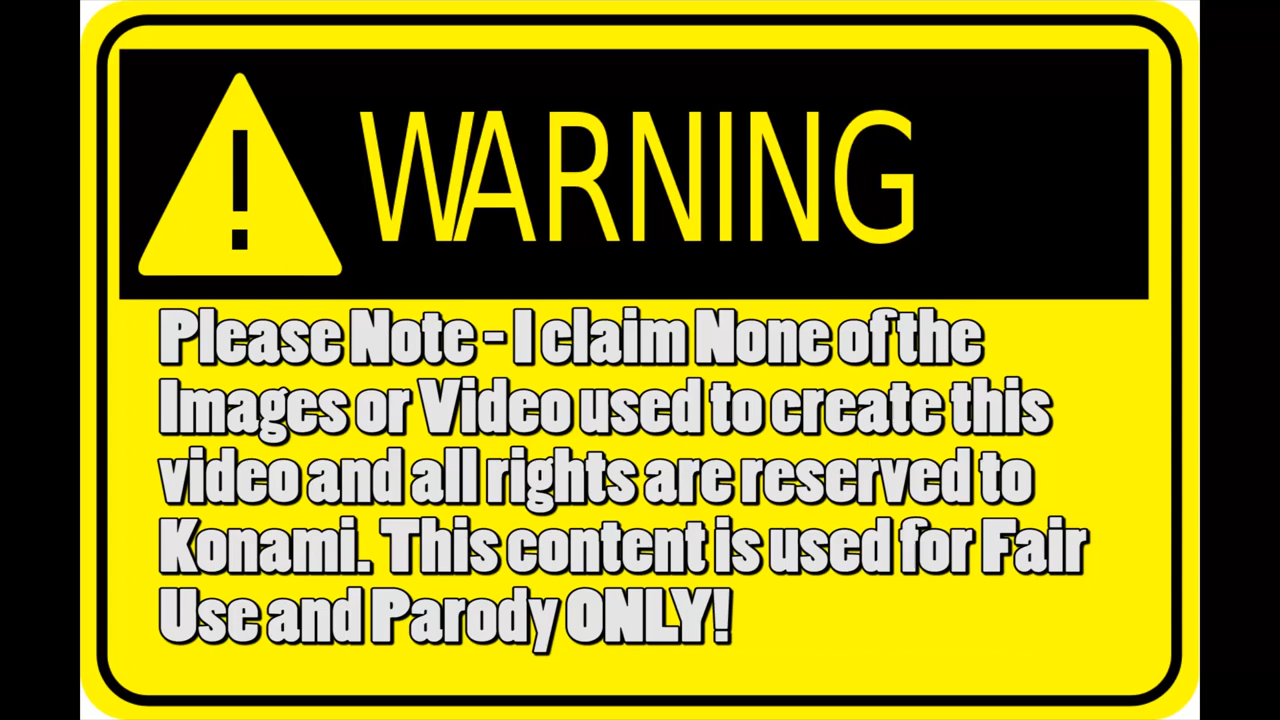 WARNING
Please Note - I claim None of the
Images or Video used to create this
video and all rights are reserved to
Konami. This content is used for Fair
Use and Parody ONLY!